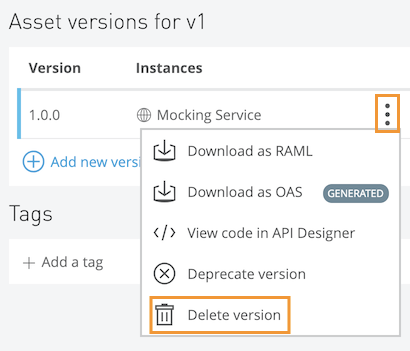 Asset versions for v1
Version Instances
1.0.0 Mocking Service
Download as RAML
Add new versi
Download as OAS GENERATED
Tags
View code in API Designer
Add a tag
Deprecate version
Delete version